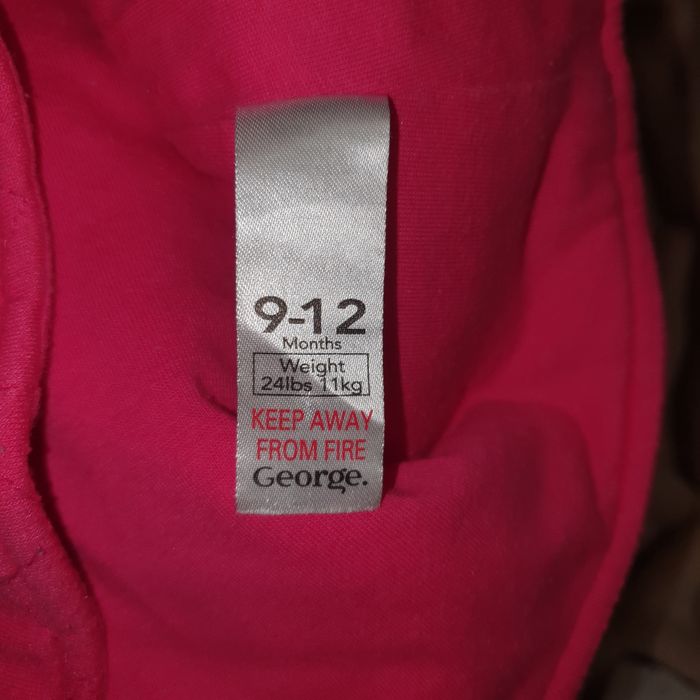 9-12
Months
Weight
24lbs 11kg
KEEP AWAY
FROM FIRE
George.